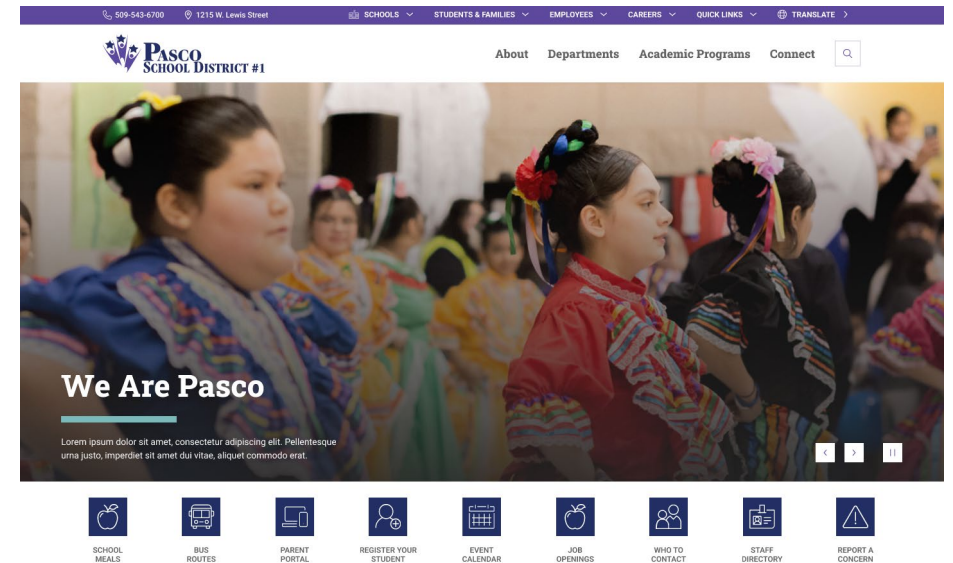 509-543-6700 1215 W. Lewis Street SCHOOLS STUDENTS & FAMILIES EMPLOYEES CAREERS QUICK LINKS TRANSLATE
PASCO
SCHOOL DISTRICT #1
About Departments Academic Programs Connect
We Are Pasco
Lorem ipsum dolor sit amet, consectetur adipiscing elit. Pellentesque
urna justo, imperdiet sit amet dui vitae, aliquet commodo erat.
SCHOOL
MEALS
BUS
ROUTES
PARENT
PORTAL
REGISTER YOUR
STUDENT
EVENT
CALENDAR
JOB
OPENINGS
WHO TO
CONTACT
STAFF
DIRECTORY
REPORT A
CONCERN